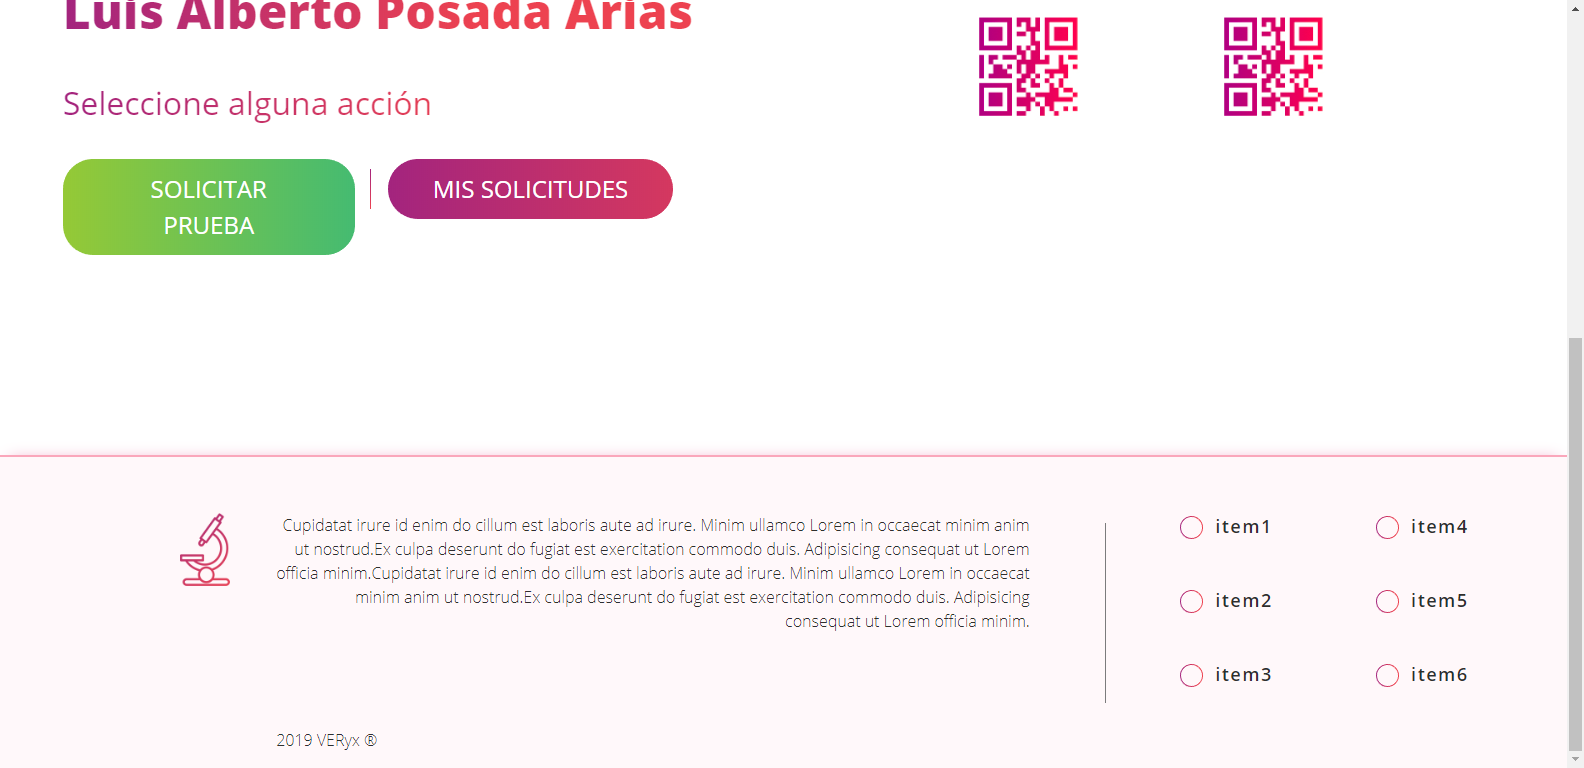 Luis Alberto Posada Arias
Seleccione alguna acción
SOLICITAR
PRUEBA
MIS SOLICITUDES
Cupidatat irure id enim do cillum est laboris aute ad irure. Minim ullamco Lorem in occaecat minim anim
ut nostrud.Ex culpa deserunt do fugiat est exercitation commodo duis. Adipisicing consequat ut Lorem
officia minim.Cupidatat irure id enim do cillum est laboris aute ad irure. Minim ullamco Lorem in occaecat
minim anim ut nostrud.Ex culpa deserunt do fugiat est exercitation commodo duis. Adipisicing
consequat ut Lorem officia minim.
item1
item2
item3
item4
item5
item6
2019 VERyx ®